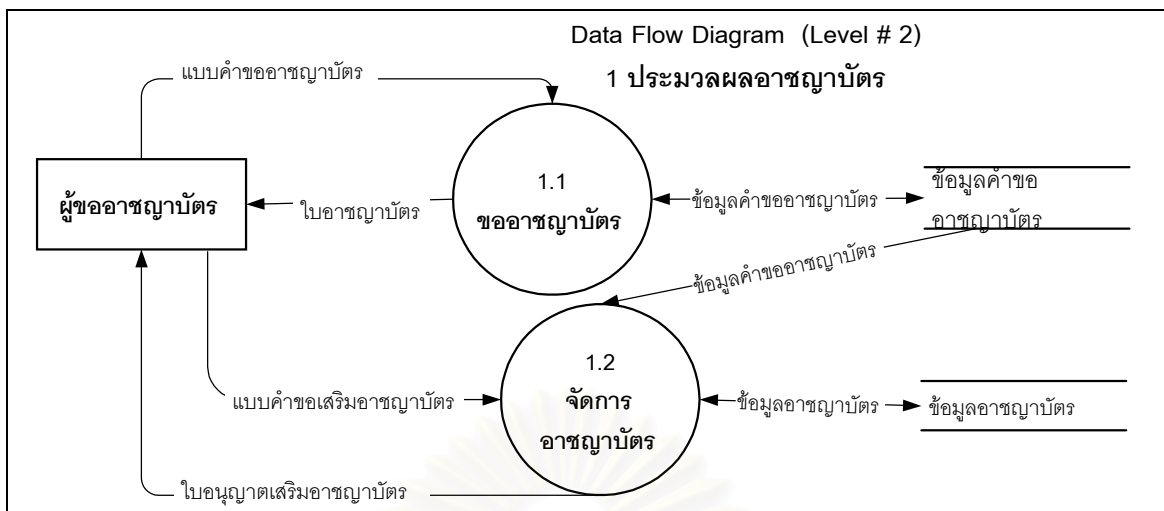 Data Flow Diagram (Level # 2)
1 ประมวลผลอาชญาบัตร
แบบคำขออาชญาบัตร
ผู้ขออาชญาบัตร
ใบอาชญาบัตร
1.1
ขออาชญาบัตร
ข้อมูลคำขออาชญาบัตร
ข้อมูลคำขอ
อาชญาบัตร
ข้อมูลคำขออาชญาบัตร
แบบคำขอเสริมอาชญาบัตร
1.2
จัดการ
อาชญาบัตร
ข้อมูลอาชญาบัตร
ข้อมูลอาชญาบัตร
ใบอนุญาตเสริมอาชญาบัตร